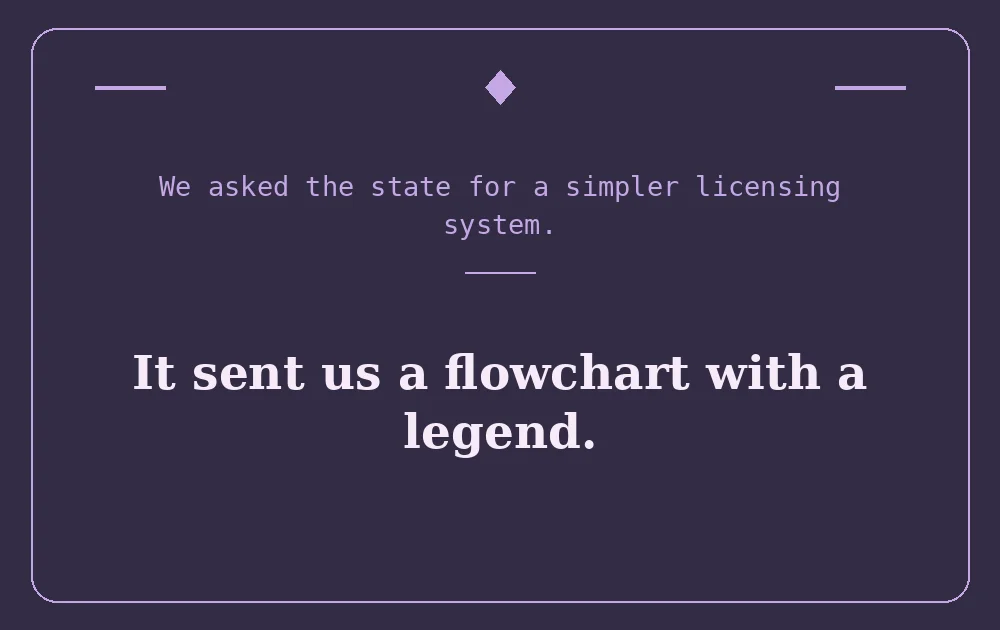 We asked the state for a simpler licensing
system.
It sent us a flowchart with a
legend.